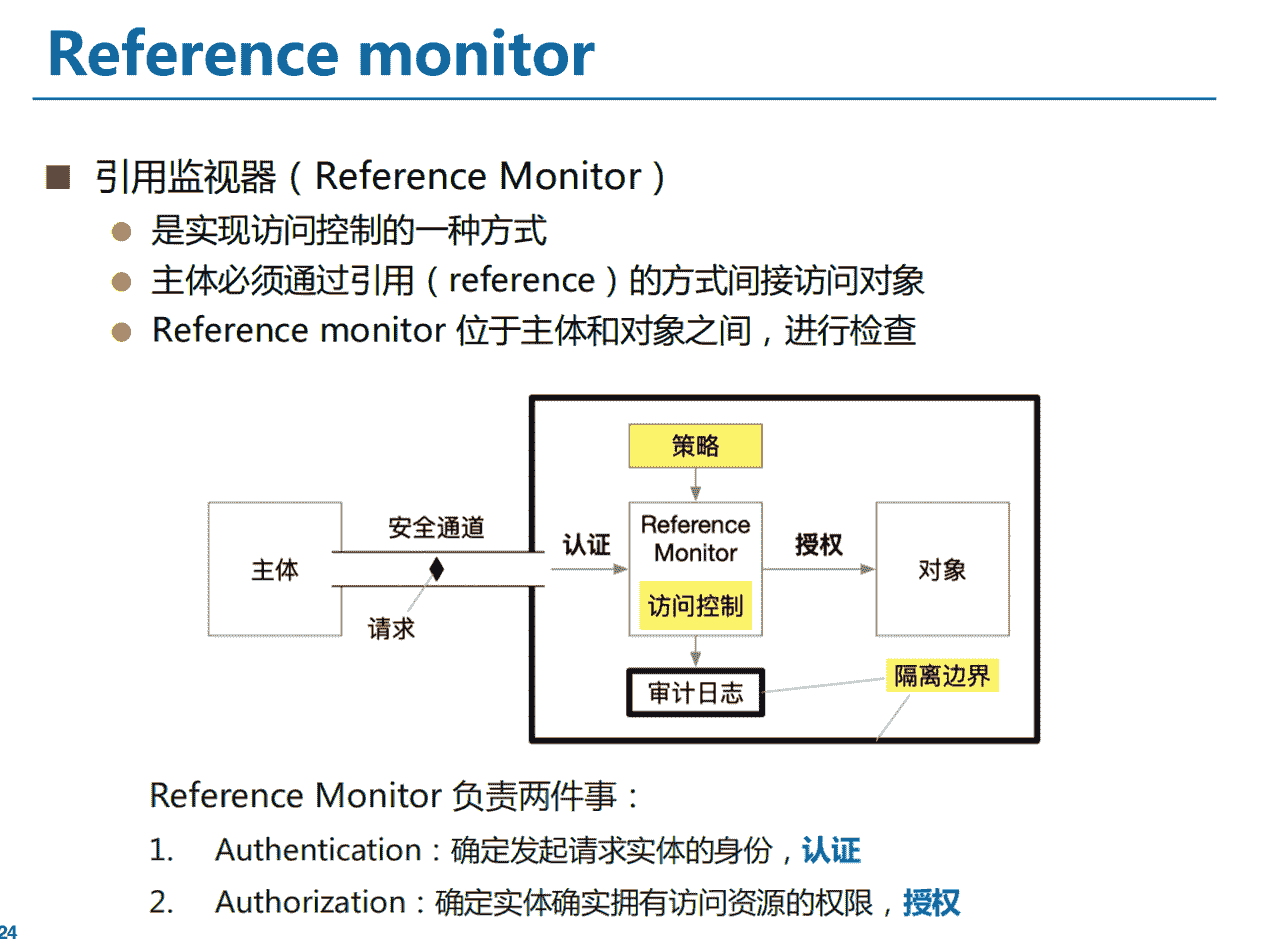 Reference monitor
引用监视器（Reference Monitor）
是实现访问控制的一种方式
主体必须通过引用（reference）的方式间接访问对象
Reference monitor 位于主体和对象之间，进行检查
策略
主体
安全通道
请求
认证
Reference
Monitor
访问控制
授权
对象
审计日志
隔离边界
Reference Monitor 负责两件事：
1. Authentication：确定发起请求实体的身份，认证
2. Authorization：确定实体确实拥有访问资源的权限，授权
24